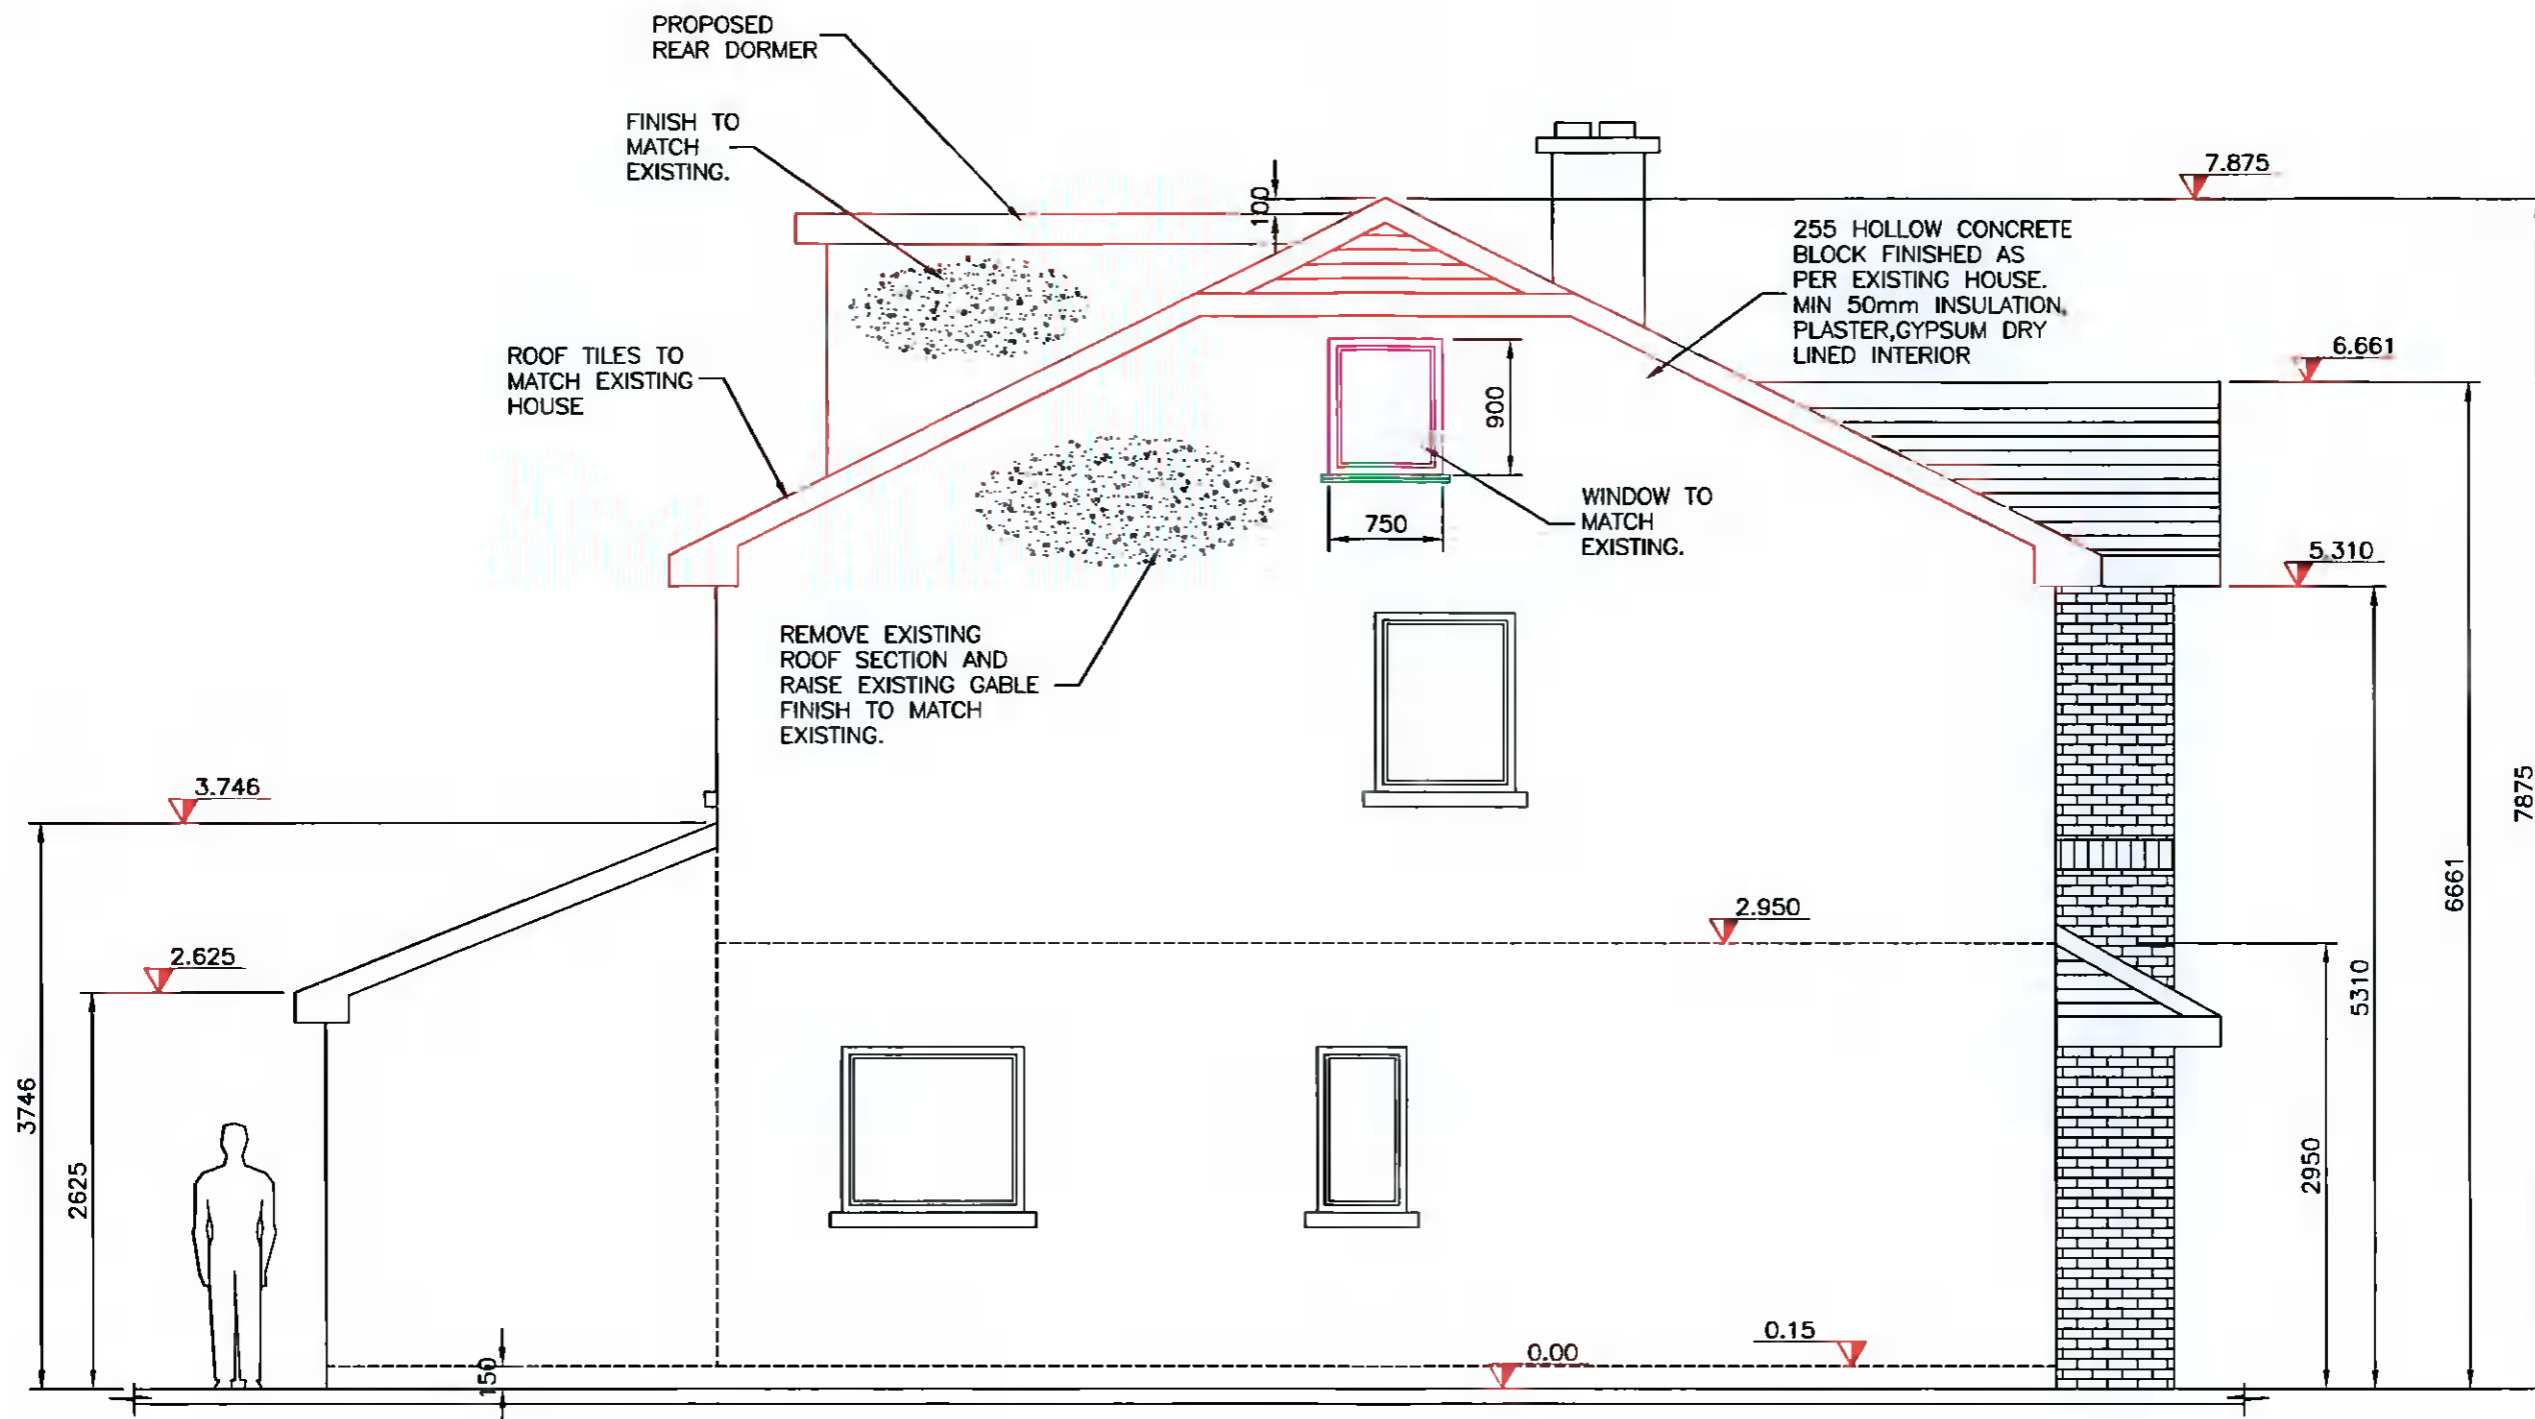 PROPOSED
REAR DORMER
FINISH TO
MATCH
EXISTING.
100
7.875
255 HOLLOW CONCRETE
BLOCK FINISHED AS
PER EXISTING HOUSE.
MIN 50mm INSULATION,
PLASTER,GYPSUM DRY
LINED INTERIOR
ROOF TILES TO
MATCH EXISTING
HOUSE
6.661
900
WINDOW TO
MATCH
EXISTING.
750
5.310
REMOVE EXISTING
ROOF SECTION AND
RAISE EXISTING GABLE
FINISH TO MATCH
EXISTING.
3.746
7875
6661
2.950
2.625
5310
3746
2625
2950
0.15
0.00
150